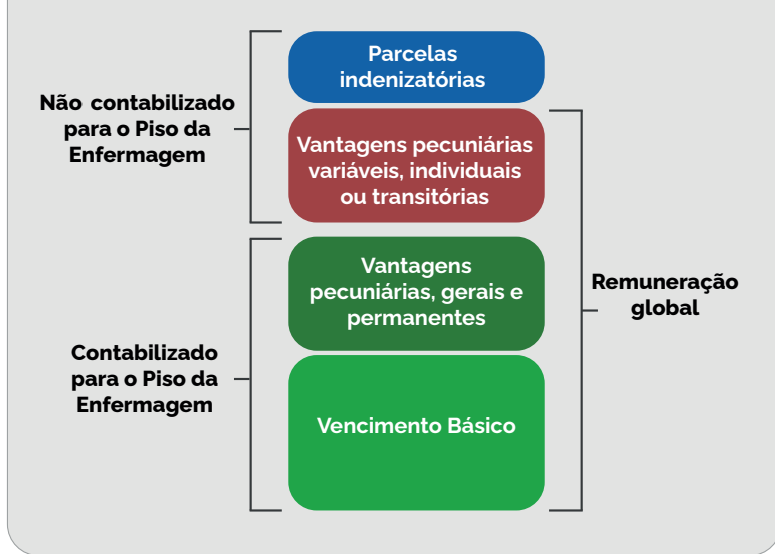 Parcelas
indenizatórias
Não contabilizado
para o Piso da
Enfermagem
Vantagens pecuniárias
variáveis, individuais
ou transitórias
Vantagens
pecuniárias, gerais e
permanentes
Remuneração
global
Contabilizado
para o Piso da
Enfermagem
Vencimento Básico